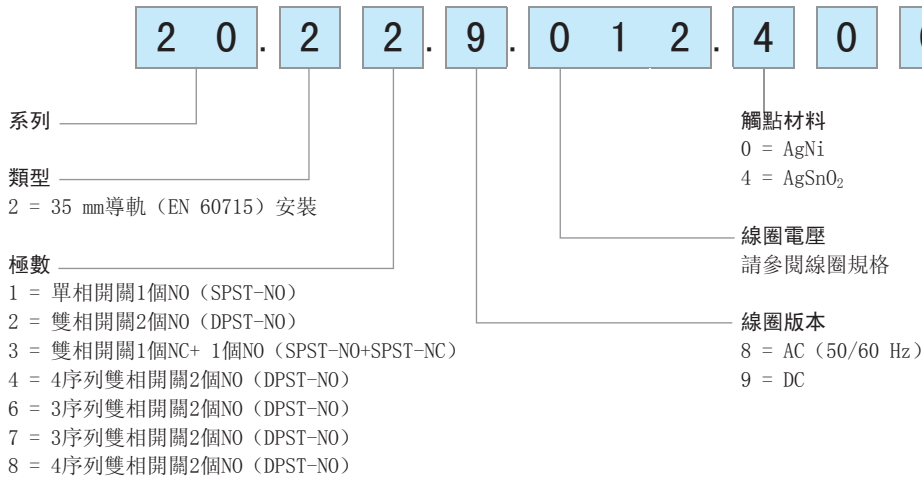 2 0 . 2 2 . 9 . 0 1 2 . 4 0
系列
類型
2 = 35 mm導軌（EN 60715）安裝
極數
1 = 單相開關1個NO（SPST-NO）
2 = 雙相開關2個NO（DPST-NO）
3 = 雙相開關1個NC+ 1個NO（SPST-NO+SPST-NC）
4 = 4序列雙相開關2個NO（DPST-NO）
6 = 3序列雙相開關2個NO（DPST-NO）
7 = 3序列雙相開關2個NO（DPST-NO）
8 = 4序列雙相開關2個NO（DPST-NO）
觸點材料
0 = AgNi
4 = AgSnO₂
線圈電壓
請參閱線圈規格
線圈版本
8 = AC（50/60 Hz）
9 = DC